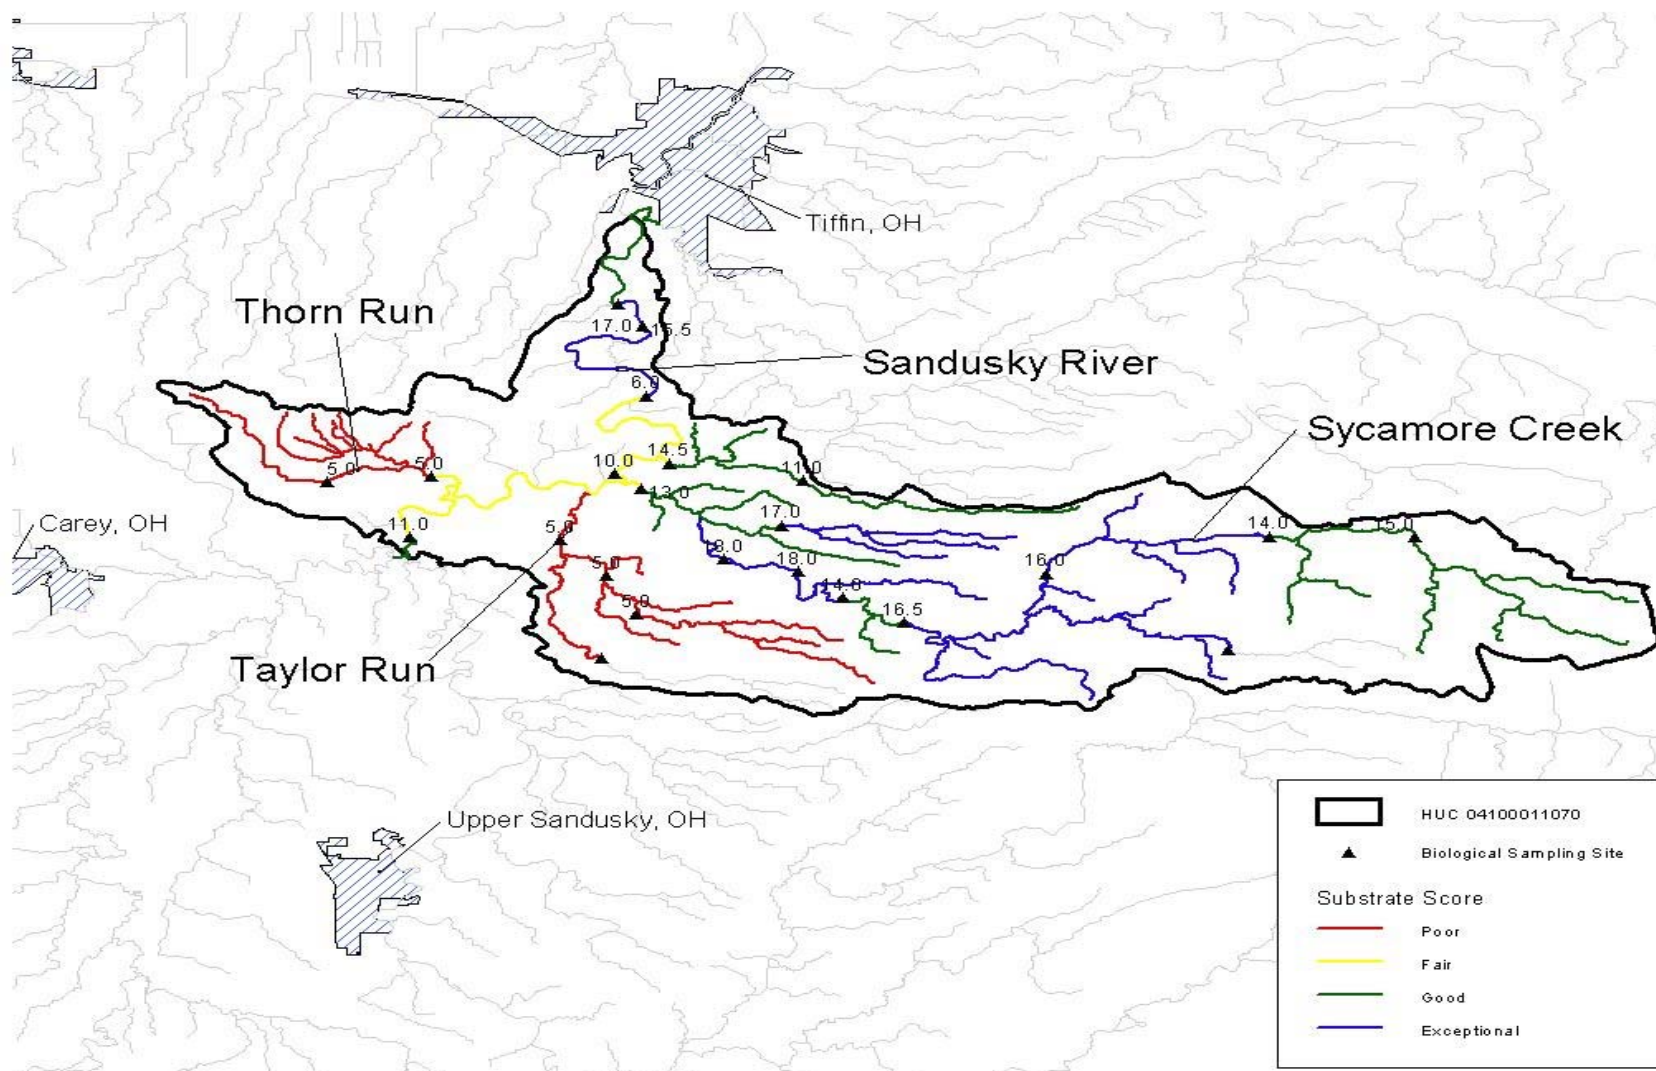 Tiffin, OH
Thorn Run
17.0
15.5
Sandusky River
6.0
Sycamore Creek
14.5
10.0
5.0
5.0
11.0
13.0
11.0
17.0
14.0
15.0
Carey, OH
5.0
18.0
18.0
16.0
5.0
14.0
5.0
16.5
Taylor Run
Upper Sandusky, OH
HUC 04100011070
Biological Sampling Site
Substrate Score
Poor
Fair
Good
Exceptional